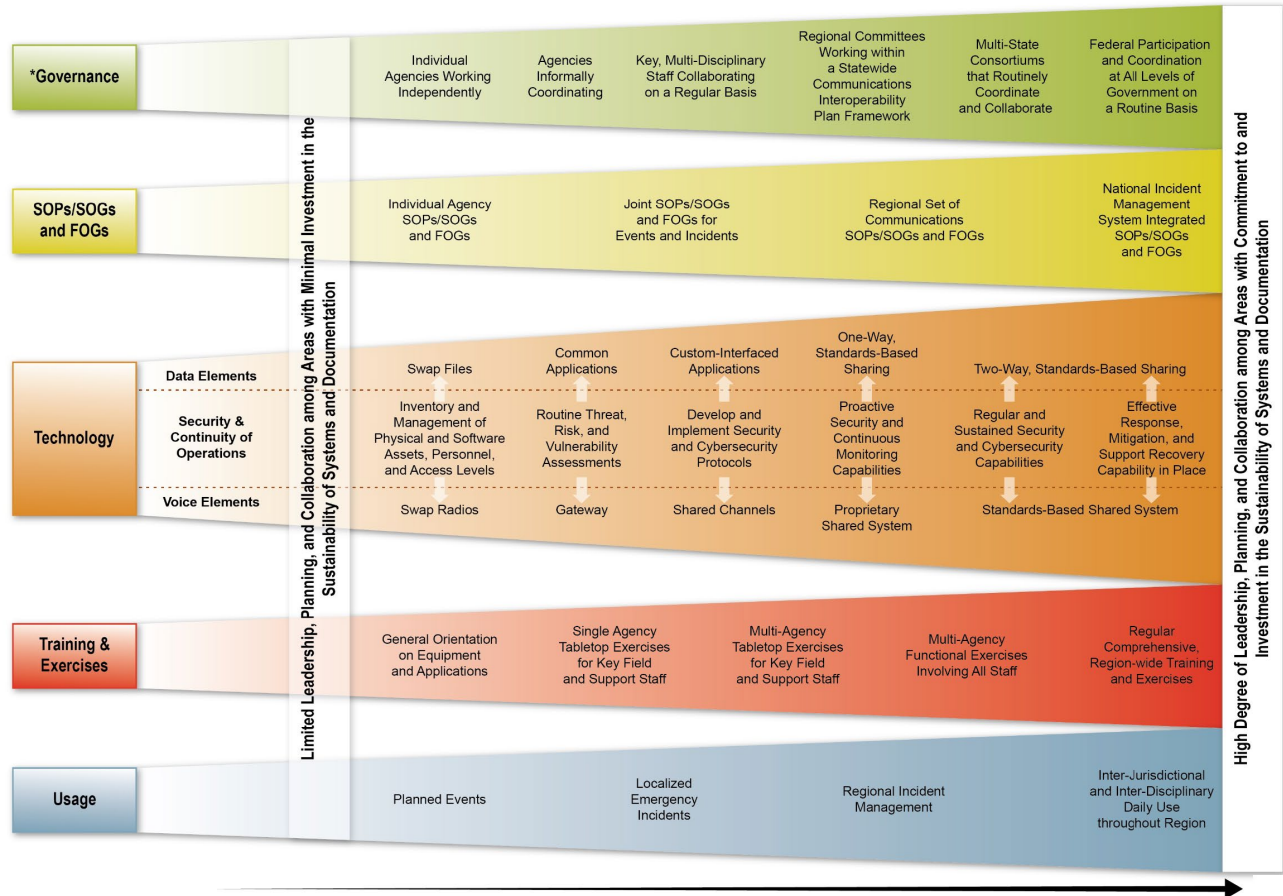 *Governance
Individual
Agencies Working
Independently
Agencies
Informally
Coordinating
Key, Multi-Disciplinary
Staff Collaborating
on a Regular Basis
Regional Committees
Working within
a Statewide
Communications
Interoperability
Plan Framework
Multi-State
Consortiums
that Routinely
Coordinate
and Collaborate
Federal Participation
and Coordination
at All Levels of
Government on
a Routine Basis
SOPs/SOGs
and FOGs
Individual Agency
SOPs/SOGs
and FOGs
Joint SOPs/SOGs
and FOGs for
Events and Incidents
Regional Set of
Communications
SOPs/SOGs and FOGs
National Incident
Management
System Integrated
SOPs/SOGs
and FOGs
Technology
Data Elements
Swap Files
Common
Applications
Custom-Interfaced
Applications
One-Way,
Standards-Based
Sharing
Two-Way, Standards-Based Sharing
Security &
Continuity of
Operations
Inventory and
Management of
Physical and Software
Assets, Personnel,
and Access Levels
Routine Threat,
Risk, and
Vulnerability
Assessments
Develop and
Implement Security
and Cybersecurity
Protocols
Proactive
Security and
Continuous
Monitoring
Capabilities
Regular and
Sustained Security
and Cybersecurity
Capabilities
Effective
Response,
Mitigation, and
Support Recovery
Capability in Place
Voice Elements
Swap Radios
Gateway
Shared Channels
Proprietary
Shared System
Standards-Based Shared System
Training &
Exercises
General Orientation
on Equipment
and Applications
Single Agency
Tabletop Exercises
for Key Field
and Support Staff
Multi-Agency
Tabletop Exercises
for Key Field
and Support Staff
Multi-Agency
Functional Exercises
Involving All Staff
Regular
Comprehensive,
Region-wide Training
and Exercises
Usage
Planned Events
Localized
Emergency
Incidents
Regional Incident
Management
Inter-Jurisdictional
and Inter-Disciplinary
Daily Use
throughout Region
Limited Leadership, Planning, and Collaboration among Areas with Minimal Investment in the
Sustainability of Systems and Documentation
High Degree of Leadership, Planning, and Collaboration among Areas with Commitment to and
Investment in the Sustainability of Systems and Documentation